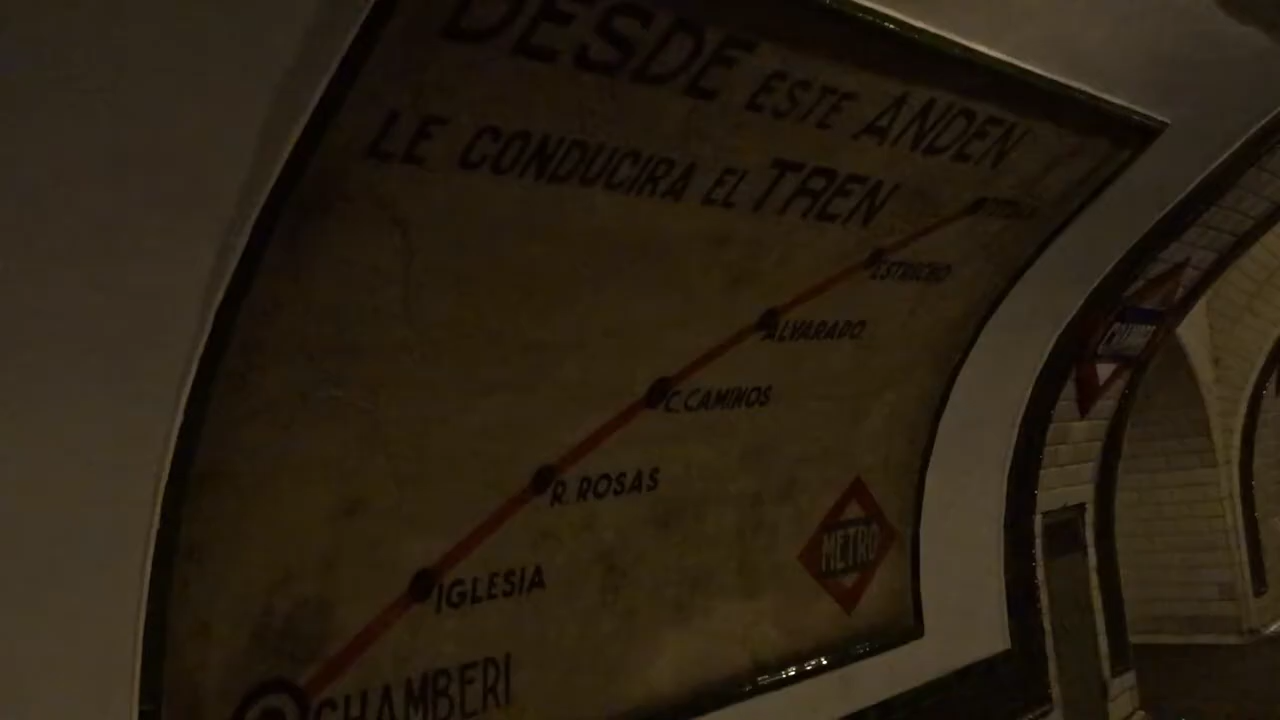 DESDE ESTE ANDEN
LE CONDUCIRA EL TREN
ESTRECHO
ALVARADO
C. CAMINOS
R. ROSAS
METRO
IGLESIA
CHAMBERI